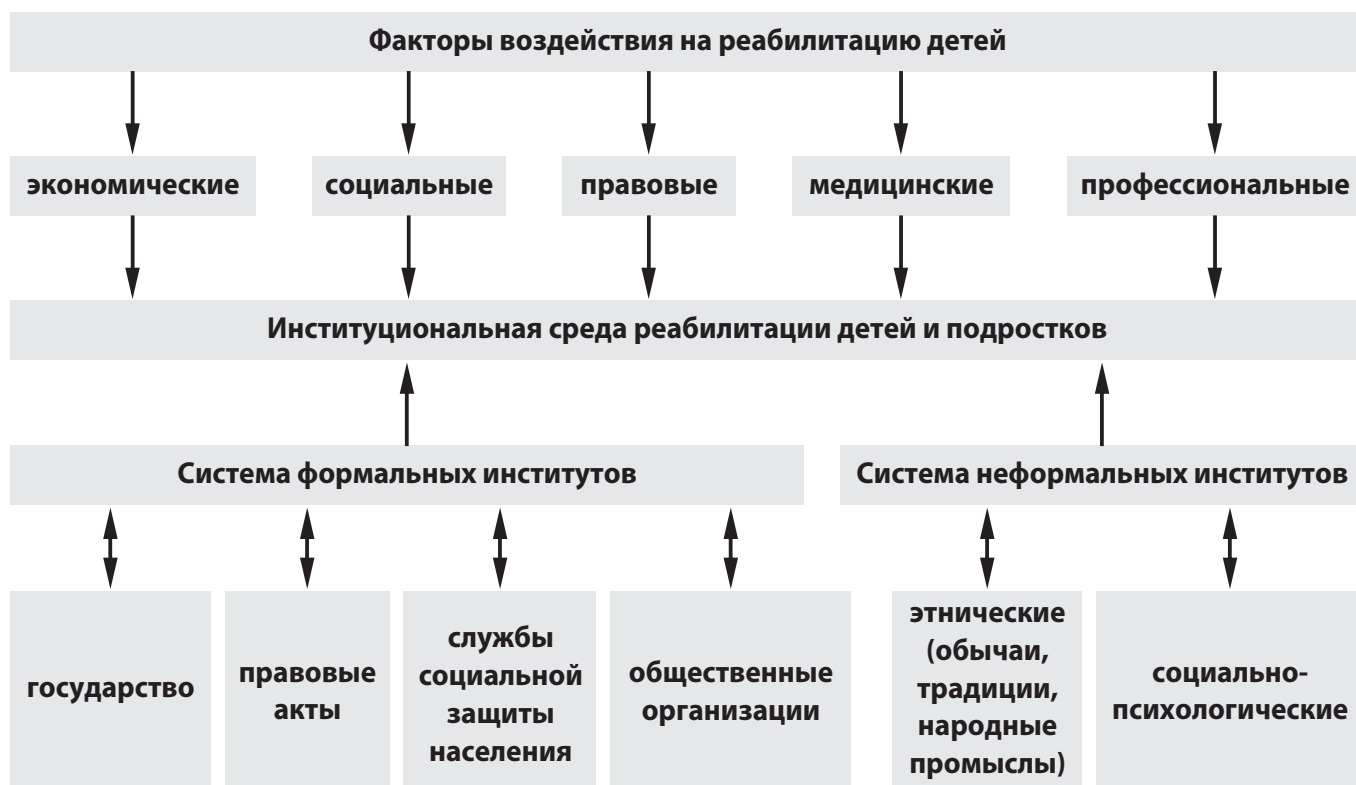 Факторы воздействия на реабилитацию детей
экономические
социальные
правовые
медицинские
профессиональные
Институциональная среда реабилитации детей и подростков
Система формальных институтов
Система неформальных институтов
государство
правовые
акты
службы
социальной
защиты
населения
общественные
организации
этнические
(обычаи,
традиции,
народные
промыслы)
социально-
психологические